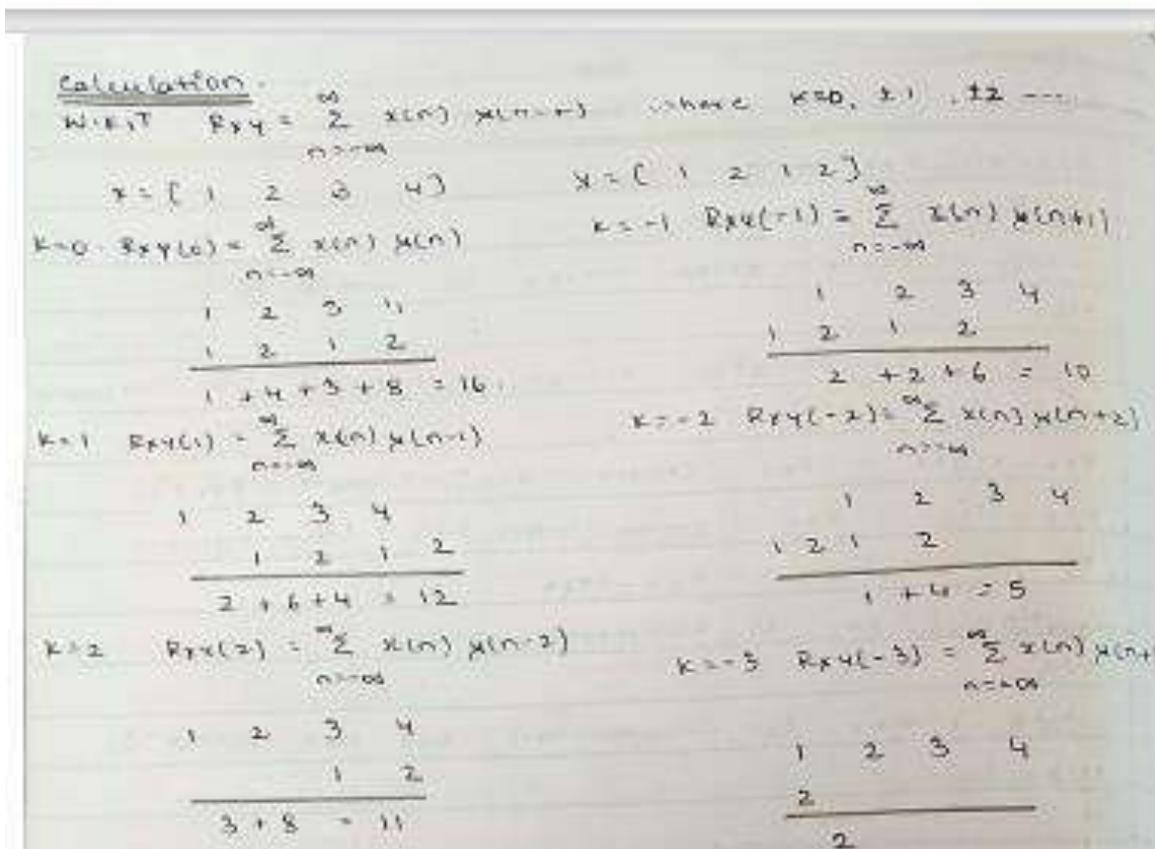 Calculation.
W.K.T Rxy = ∞ Σ n=-∞ x(n) y(n-k) where k=0, ±1, ±2 ---
x = [ 1 2 3 4]
k=0 · Rxy(0) = ∞ Σ n=-∞ x(n) y(n)
1 2 3 4
1 2 1 2
1 + 4 + 3 + 8 = 16
k=1 Rxy(1) = ∞ Σ n=-∞ x(n) y(n-1)
1 2 3 4
1 2 1 2
2 + 6 + 4 = 12
k=2 Rxy(2) = ∞ Σ n=-∞ x(n) y(n-2)
1 2 3 4
1 2
3 + 8 = 11
y = [ 1 2 1 2]
k=-1 Rxy(-1) = ∞ Σ n=-∞ x(n) y(n+1)
1 2 3 4
1 2 1 2
2 + 2 + 6 = 10
k=-2 Rxy(-2) = ∞ Σ n=-∞ x(n) y(n+2)
1 2 3 4
1 2 1 2
1 + 4 = 5
k=-3 Rxy(-3) = ∞ Σ n=-∞ x(n) y(n+
1 2 3 4
2
2